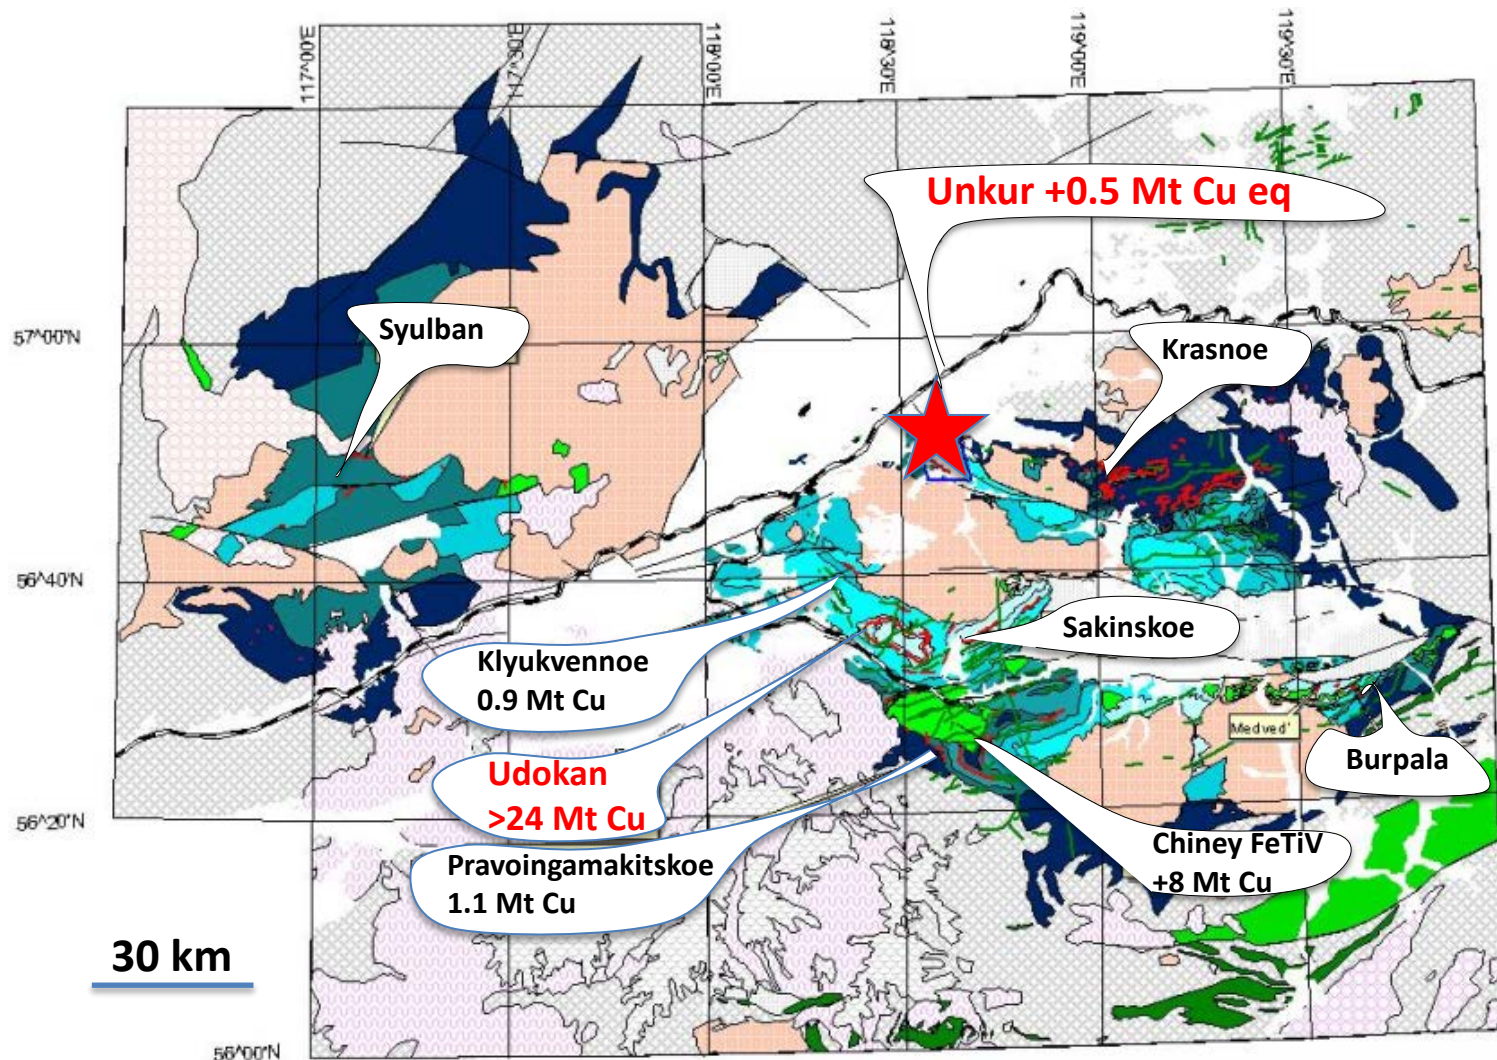 117^00'E
117^30'E
118^00'E
118^30'E
119^00'E
119^30'E
Unkur +0.5 Mt Cu eq
Syulban
57^00'N
Krasnoe
56^40'N
Sakinskoe
Klyukvennoe
0.9 Mt Cu
Medved'
Burpala
Udokan
>24 Mt Cu
56^20'N
Chiney FeTiV
+8 Mt Cu
Pravoingamakitskoe
1.1 Mt Cu
30 km
56^00'N